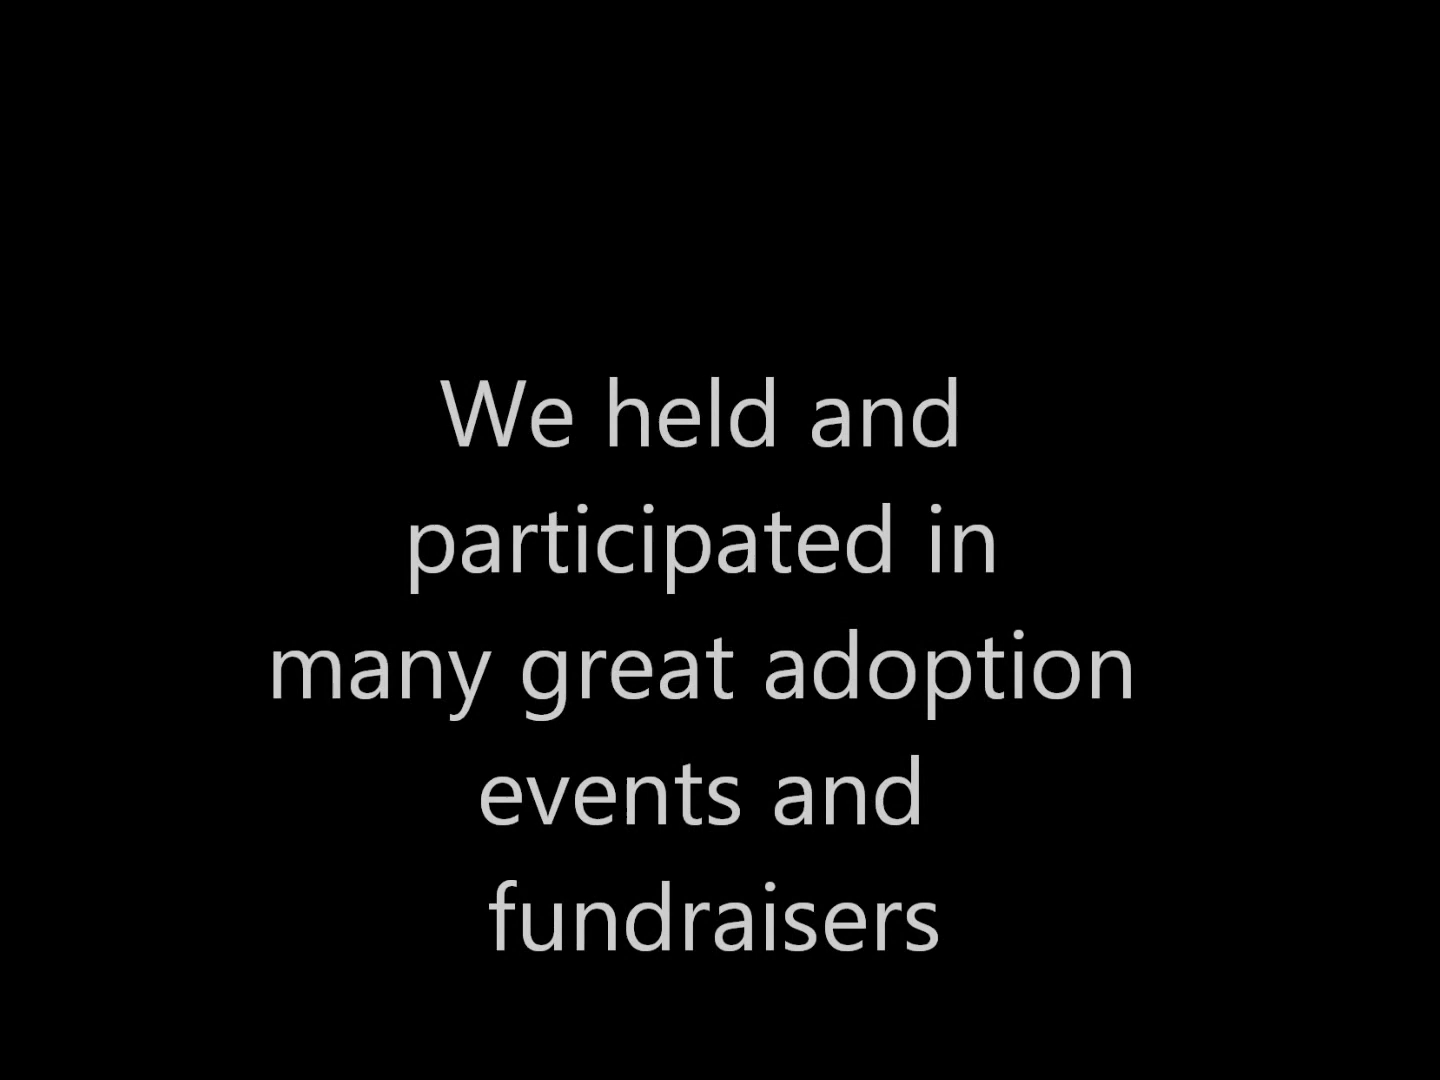 We held and
participated in
many great adoption
events and
fundraisers